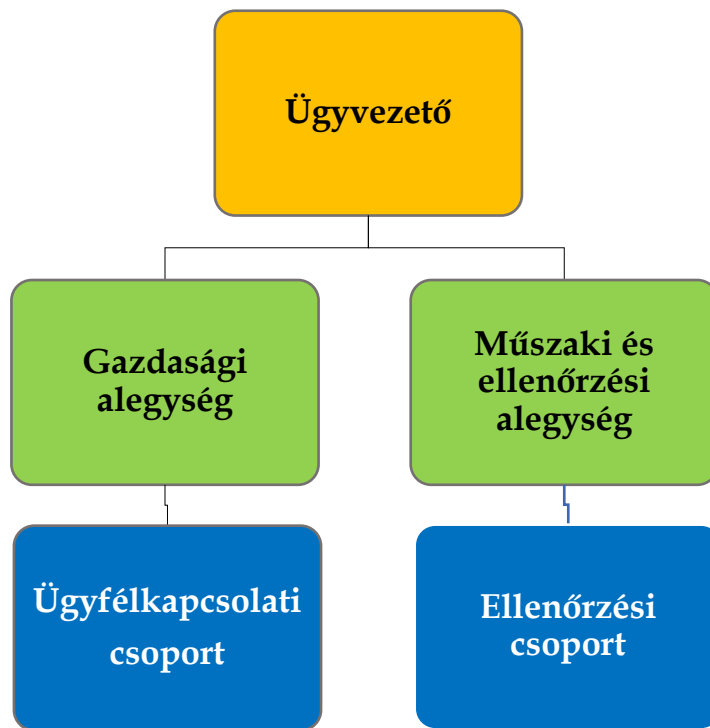 Ügyvezető
Gazdasági
alegység
Műszaki és
ellenőrzési
alegység
Ügyfélkapcsolati
csoport
Ellenőrzési
csoport